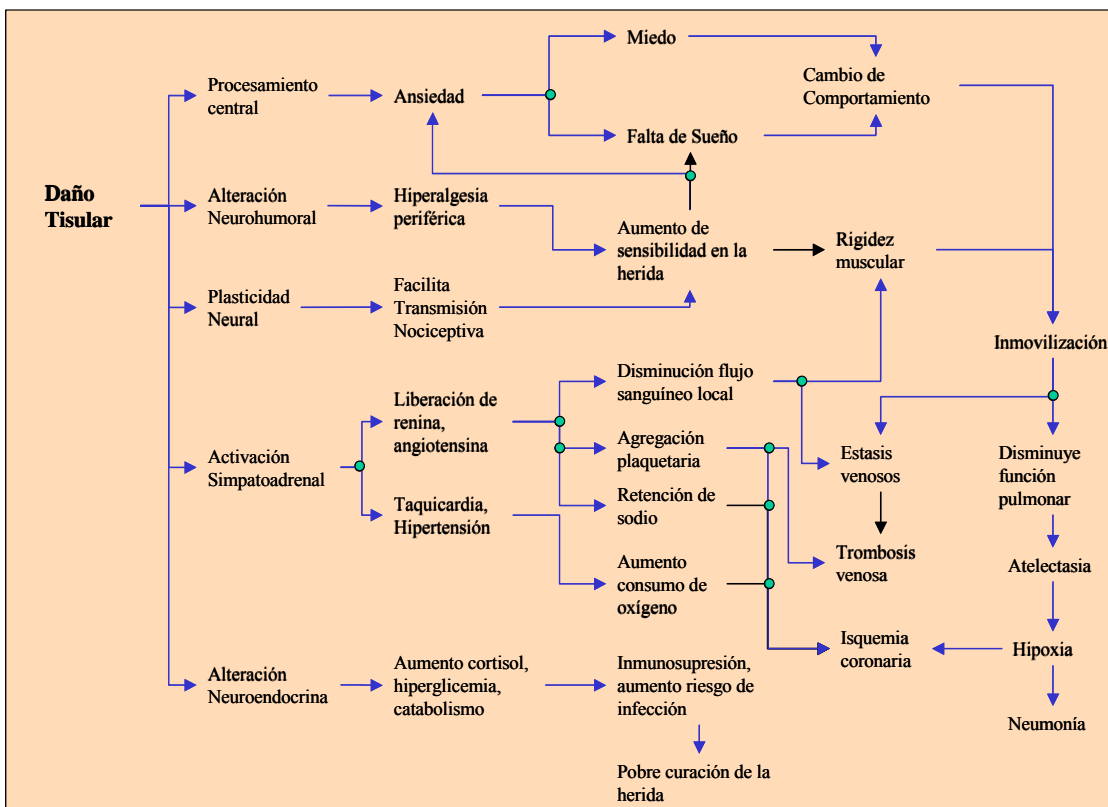 Daño
Tisular
Procesamiento
central
Ansiedad
Miedo
Falta de Sueño
Cambio de
Comportamiento
Alteración
Neurohumoral
Hiperalgesia
periférica
Aumento de
sensibilidad en la
herida
Rigidez
muscular
Plasticidad
Neural
Facilita
Transmisión
Nociceptiva
Inmovilización
Activación
Simpatoadrenal
Liberación de
renina,
angiotensina
Taquicardia,
Hipertensión
Disminución flujo
sanguíneo local
Agregación
plaquetaria
Retención de
sodio
Aumento
consumo de
oxígeno
Estasis
venosos
Trombosis
venosa
Isquemia
coronaria
Disminuye
función
pulmonar
Atelectasia
Hipoxia
Neumonía
Alteración
Neuroendocrina
Aumento cortisol,
hiperglicemia,
catabolismo
Inmunosupresión,
aumento riesgo de
infección
Pobre curación de la
herida